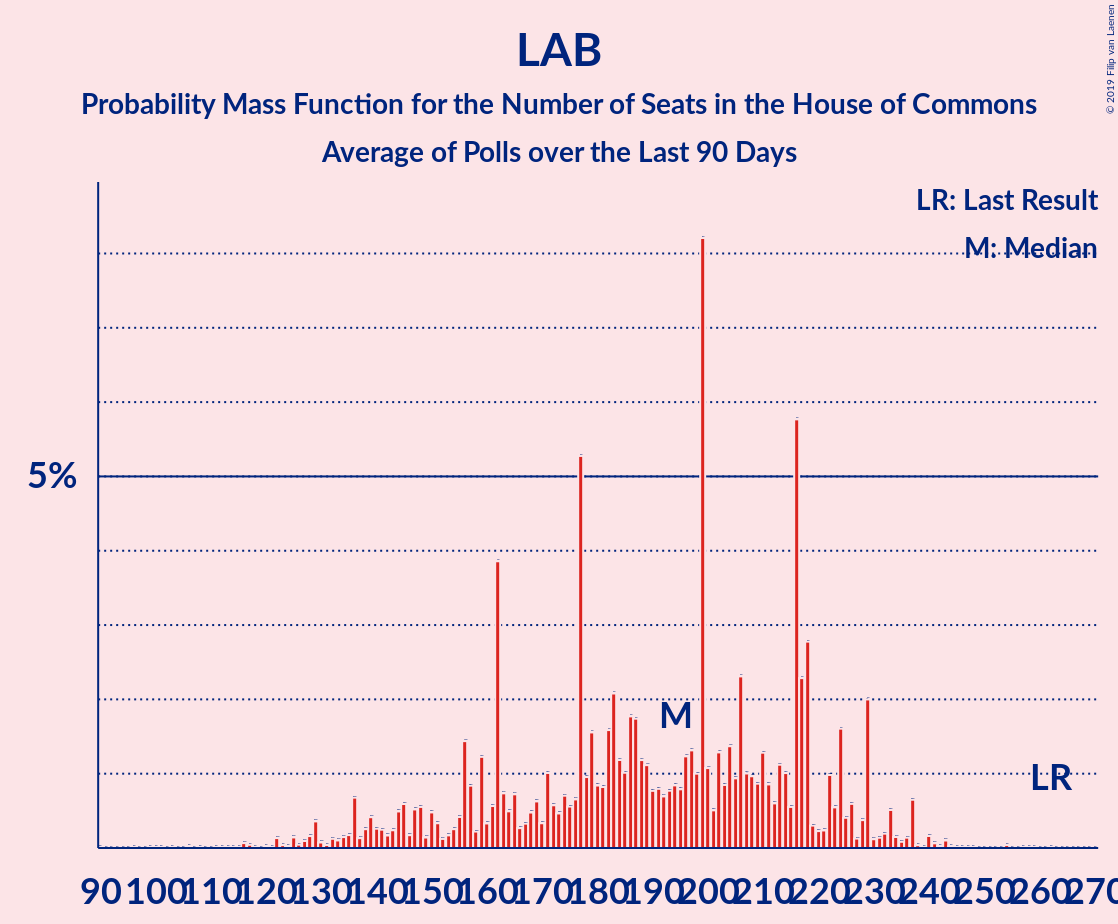 LAB
Probability Mass Function for the Number of Seats in the House of Commons
Average of Polls over the Last 90 Days
© 2019 Filip van Laenen
LR: Last Result
M: Median
5%
M
LR
90 100 110 120 130 140 150 160 170 180 190 200 210 220 230 240 250 260 270